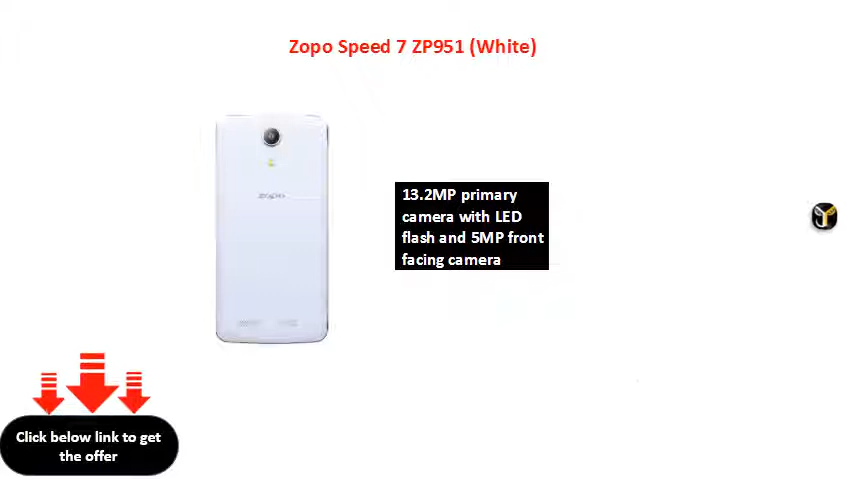 Zopo Speed 7 ZP951 (White)
zopo
13.2MP primary
camera with LED
flash and 5MP front
facing camera
Click below link to get
the offer